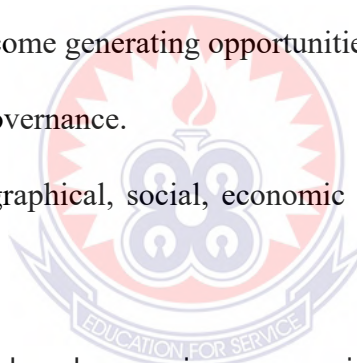 come generating opportunitie
overnance.
graphical, social, economic
EDUCATION FOR SERVICE